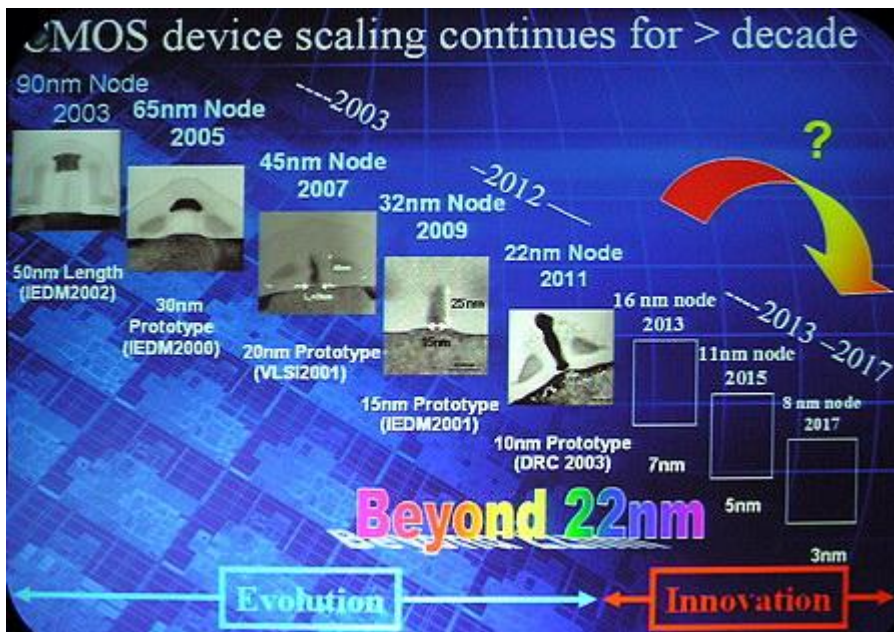 CMOS device scaling continues for > decade
90nm Node
2003
65nm Node
2005
45nm Node
2007
32nm Node
2009
22nm Node
2011
16 nm node
2013
11nm node
2015
8 nm node
2017
----2003
–2012 —
----2013 –2017
?
50nm Length
(IEDM2002)
30nm
Prototype
(IEDM2000)
20nm Prototype
(VLSI2001)
25nm
15nm
15nm Prototype
(IEDM2001)
10nm Prototype
(DRC 2003)
7nm
5nm
3nm
Beyond 22nm
Evolution
Innovation